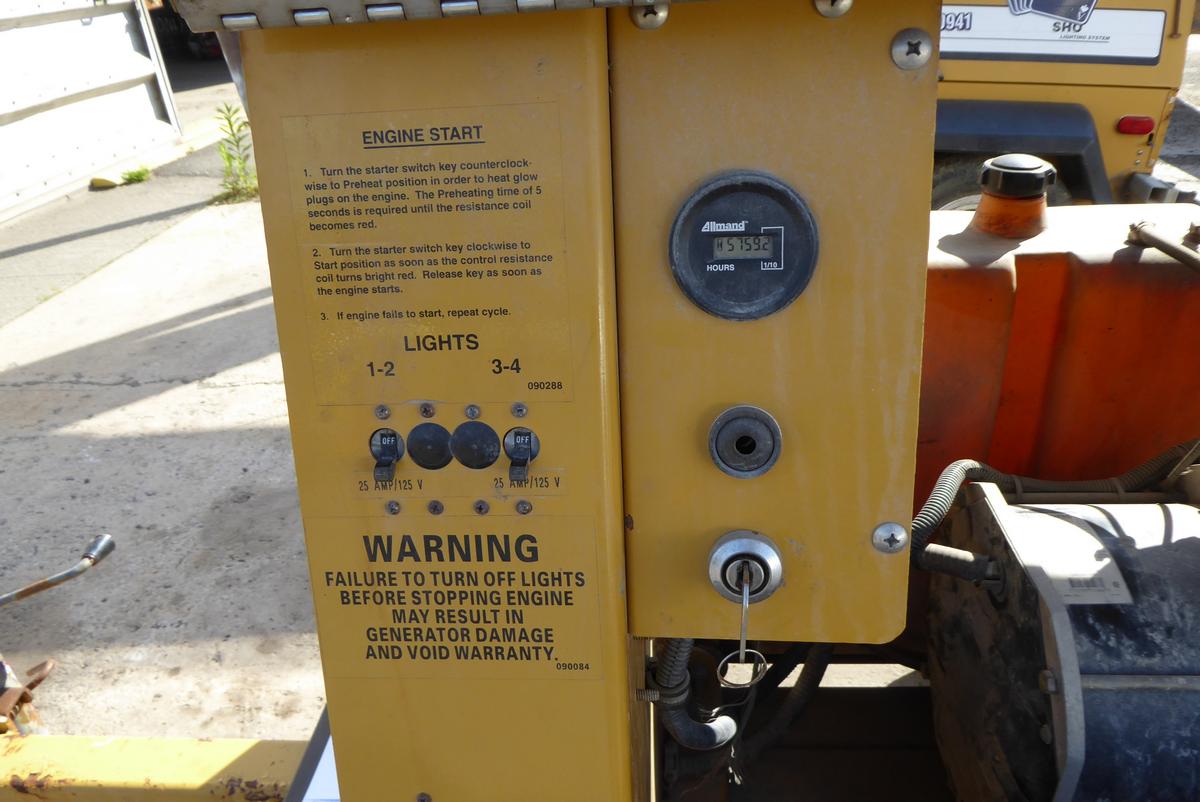 ENGINE START
1. Turn the starter switch key counterclock-
wise to Preheat position in order to heat glow
plugs on the engine. The Preheating time of 5
seconds is required until the resistance coil
becomes red.
2. Turn the starter switch key clockwise to
Start position as soon as the control resistance
coil turns bright red. Release key as soon as
the engine starts.
3. If engine fails to start, repeat cycle.
LIGHTS
1-2 3-4
090288
OFF OFF
25 AMP/125 V 25 AMP/125 V
WARNING
FAILURE TO TURN OFF LIGHTS
BEFORE STOPPING ENGINE
MAY RESULT IN
GENERATOR DAMAGE
AND VOID WARRANTY.
090084
Allmand
57592
HOURS 1/10
0941
SHO
LIGHTING SYSTEM